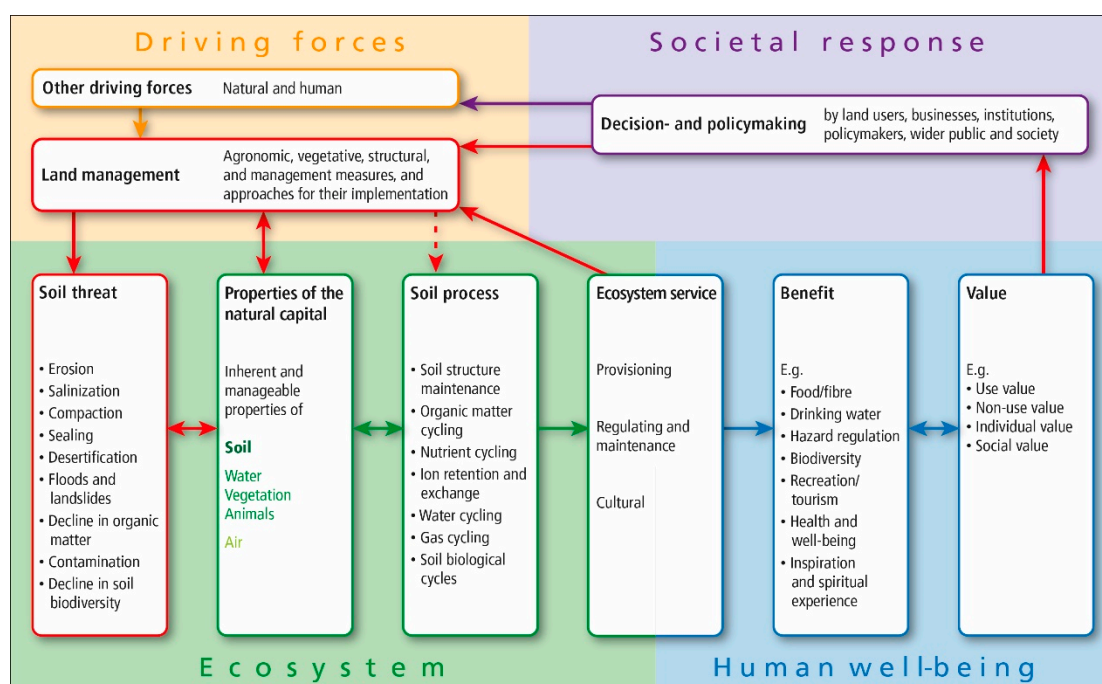 Driving forces
Societal response
Other driving forces
Natural and human
Decision- and policymaking
by land users, businesses, institutions,
policymakers, wider public and society
Land management
Agronomic, vegetative, structural,
and management measures, and
approaches for their implementation
Soil threat
• Erosion
• Salinization
• Compaction
• Sealing
• Desertification
• Floods and
landslides
• Decline in organic
matter
• Contamination
• Decline in soil
biodiversity
Properties of the
natural capital
Inherent and
manageable
properties of
Soil
Water
Vegetation
Animals
Air
Soil process
• Soil structure
maintenance
• Organic matter
cycling
• Nutrient cycling
• Ion retention and
exchange
• Water cycling
• Gas cycling
• Soil biological
cycles
Ecosystem service
Provisioning
Regulating and
maintenance
Cultural
Benefit
E.g.
• Food/fibre
• Drinking water
• Hazard regulation
• Biodiversity
• Recreation/
tourism
• Health and
well-being
• Inspiration
and spiritual
experience
Value
E.g.
• Use value
• Non-use value
• Individual value
• Social value
Ecosystem
Human well-being